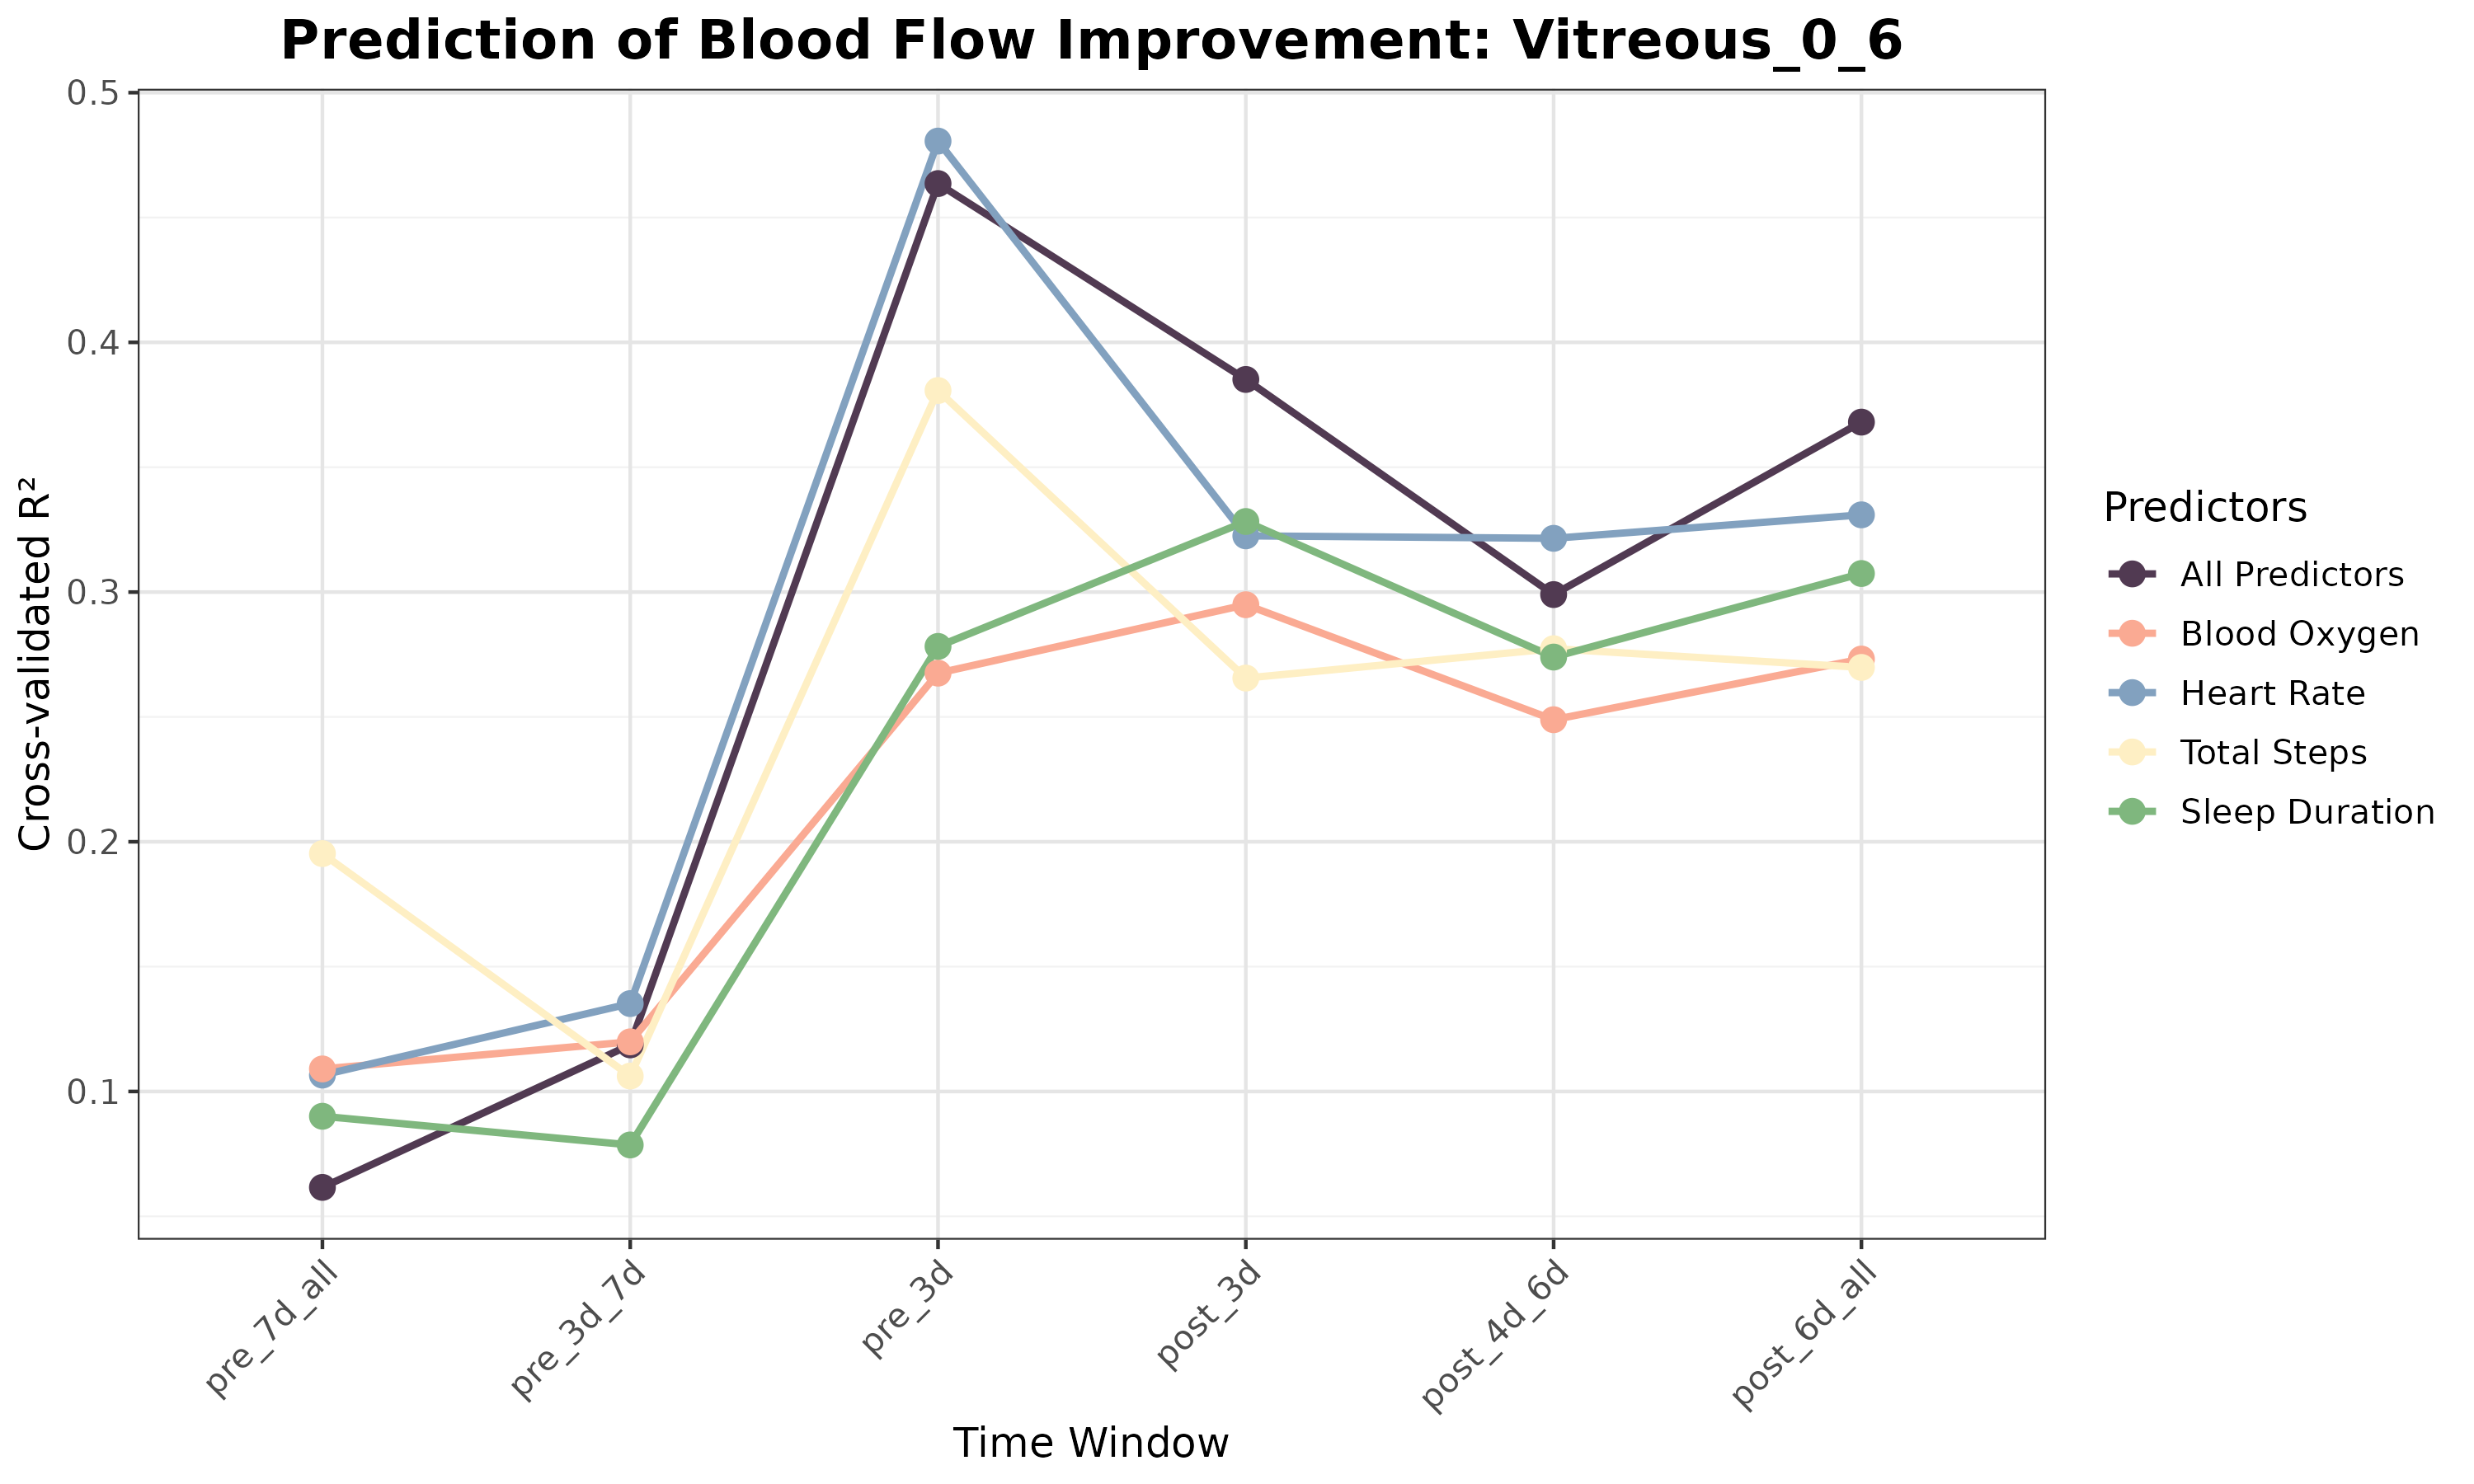 Prediction of Blood Flow Improvement: Vitreous_0_6
Cross-validated R²
0.5
0.4
0.3
0.2
0.1
pre_7d_all
pre_3d_7d
pre_3d
post_3d
post_4d_6d
post_6d_all
Time Window
Predictors
All Predictors
Blood Oxygen
Heart Rate
Total Steps
Sleep Duration